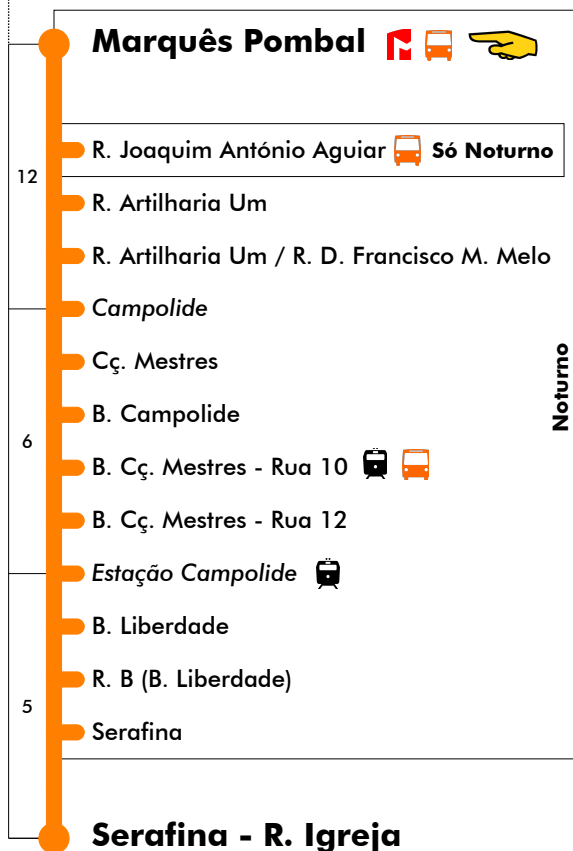 Marquês Pombal
R. Joaquim António Aguiar Só Noturno
12
R. Artilharia Um
R. Artilharia Um / R. D. Francisco M. Melo
Campolide
Cç. Mestres
Noturno
B. Campolide
6
B. Cç. Mestres - Rua 10
B. Cç. Mestres - Rua 12
Estação Campolide
B. Liberdade
R. B (B. Liberdade)
5
Serafina
Serafina - R. Igreja